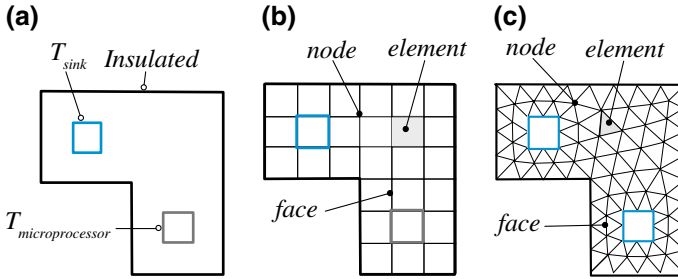 (a)
T_sink
Insulated
T_microprocessor
(b)
node
element
face
(c)
node
element
face